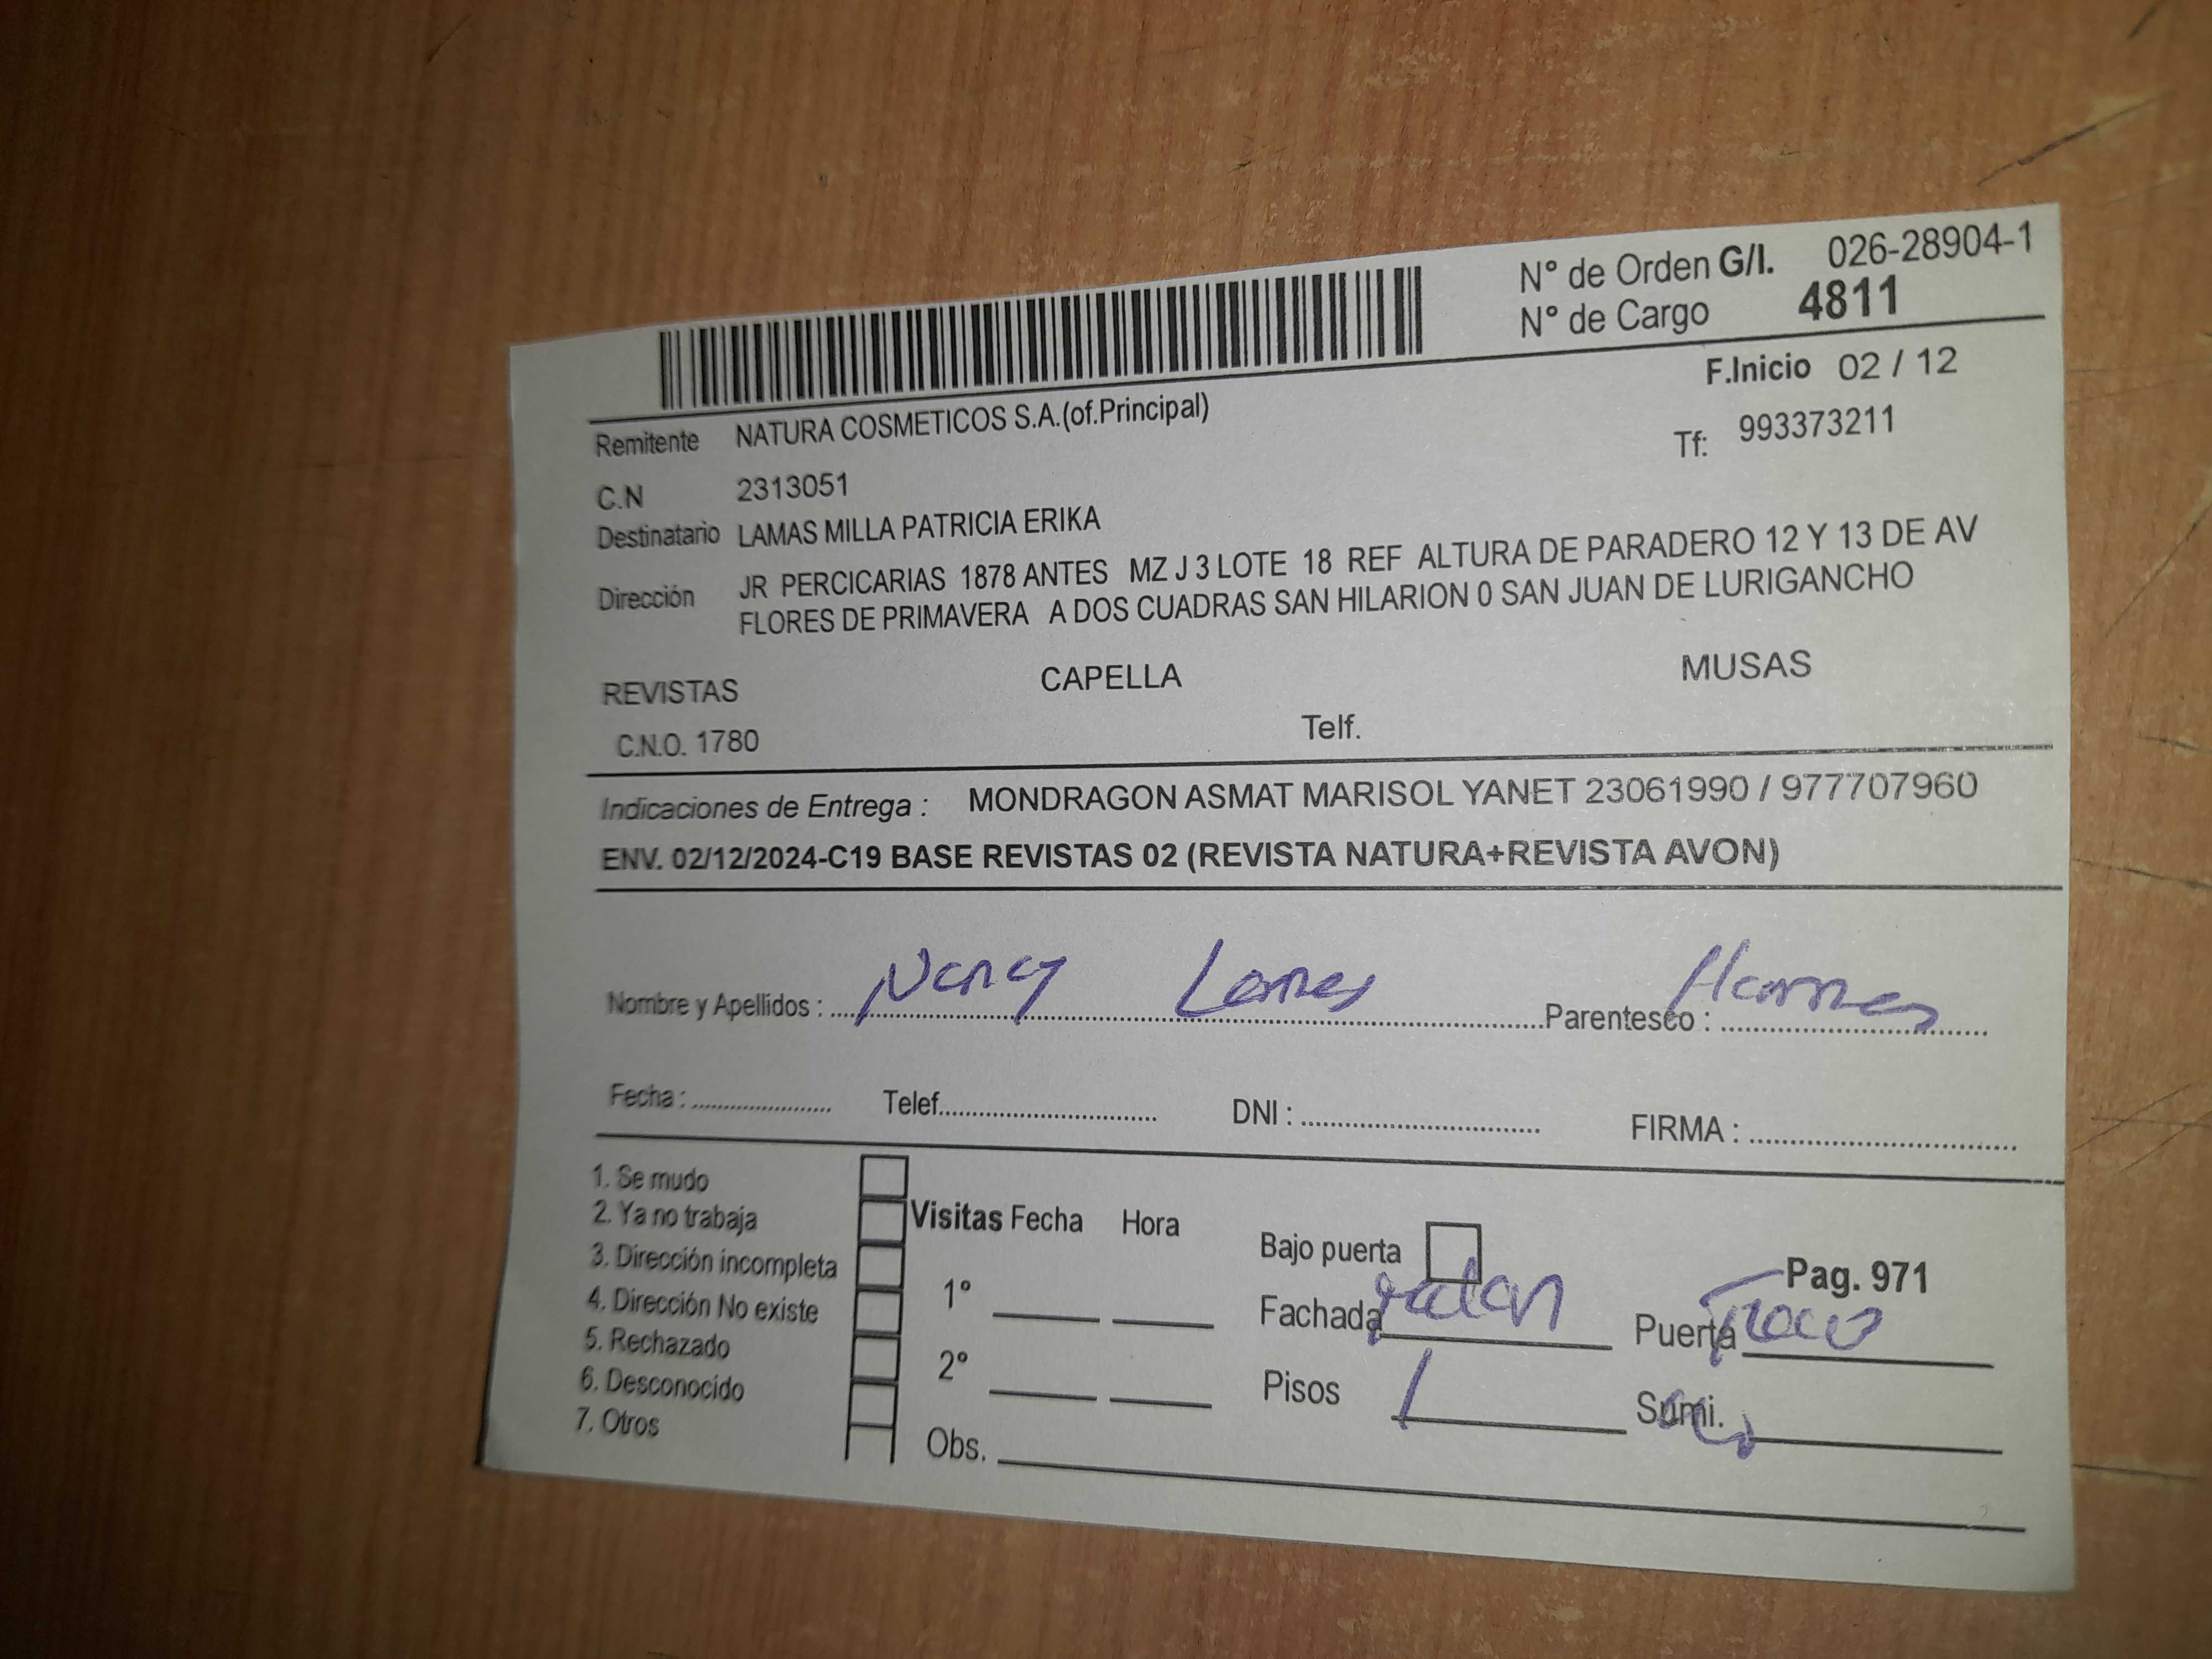 N° de Orden G/I. 026-28904-1
N° de Cargo 4811
F.Inicio 02 / 12
Remitente NATURA COSMETICOS S.A.(of.Principal)
Tf: 993373211
C.N 2313051
Destinatario LAMAS MILLA PATRICIA ERIKA
Dirección JR PERCICARIAS 1878 ANTES MZ J 3 LOTE 18 REF ALTURA DE PARADERO 12 Y 13 DE AV
FLORES DE PRIMAVERA A DOS CUADRAS SAN HILARION 0 SAN JUAN DE LURIGANCHO
REVISTAS CAPELLA MUSAS
C.N.O. 1780 Telf.
Indicaciones de Entrega : MONDRAGON ASMAT MARISOL YANET 23061990 / 977707960
ENV. 02/12/2024-C19 BASE REVISTAS 02 (REVISTA NATURA+REVISTA AVON)
Nombre y Apellidos : Nancy Lames Parentesco :
Fecha : Telef. DNI : FIRMA :
1. Se mudo
2. Ya no trabaja
3. Dirección incompleta
4. Dirección No existe
5. Rechazado
6. Desconocido
7. Otros
Visitas Fecha Hora
1°
2°
Obs.
Bajo puerta
Pag. 971
Fachada Puerta
Pisos 1 Sumi.